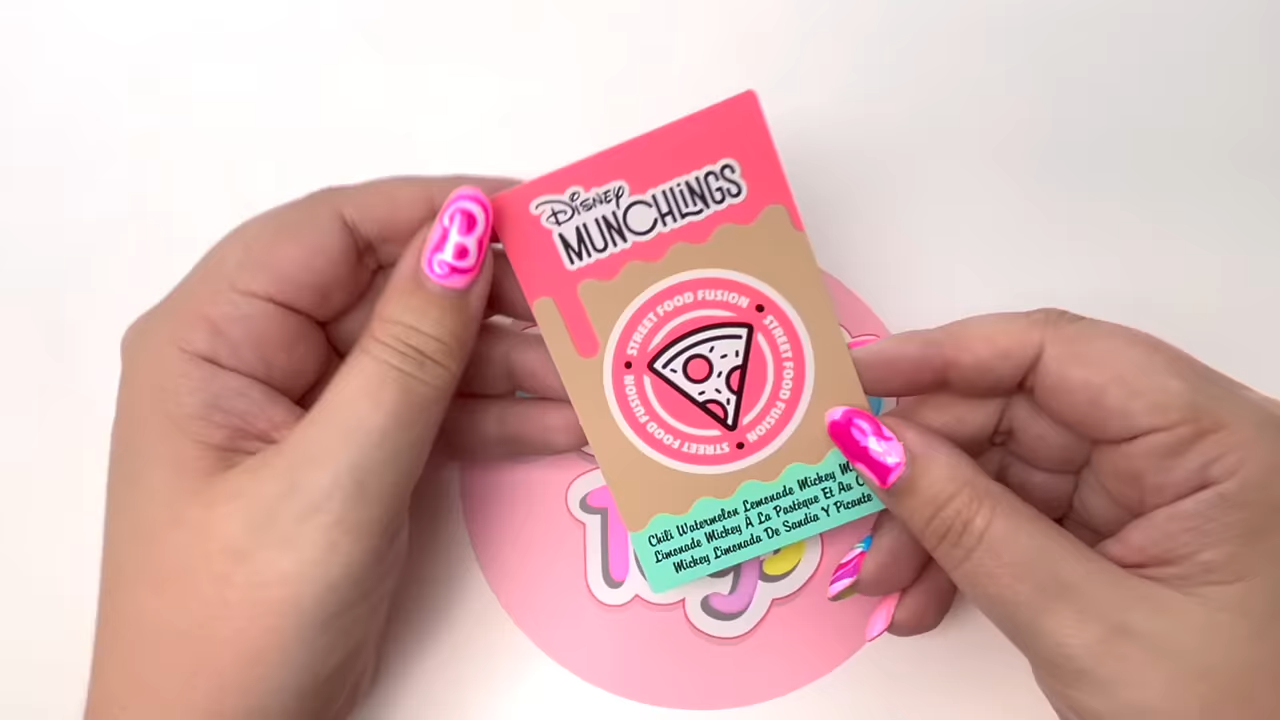 Disney
MUNCHLiNGS
STREET FOOD FUSION • STREET FOOD FUSION • STREET FOOD FUSION •
Chili Watermelon Lemonade Mickey
Limonade Mickey À La Pastèque Et Au
Mickey Limonada De Sandia Y Picante
B